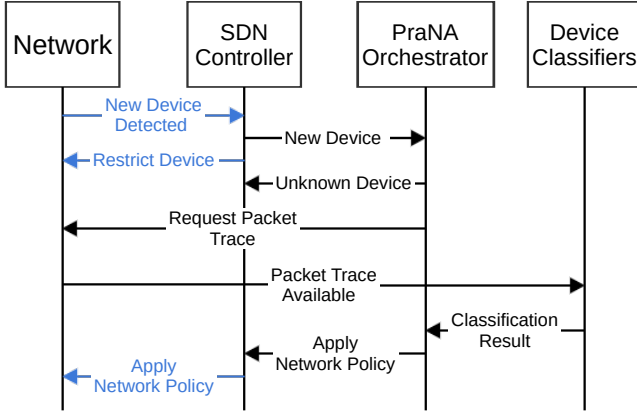 Network
SDN
Controller
PraNA
Orchestrator
Device
Classifiers
New Device
Detected
New Device
Restrict Device
Unknown Device
Request Packet
Trace
Packet Trace
Available
Classification
Result
Apply
Network Policy
Apply
Network Policy